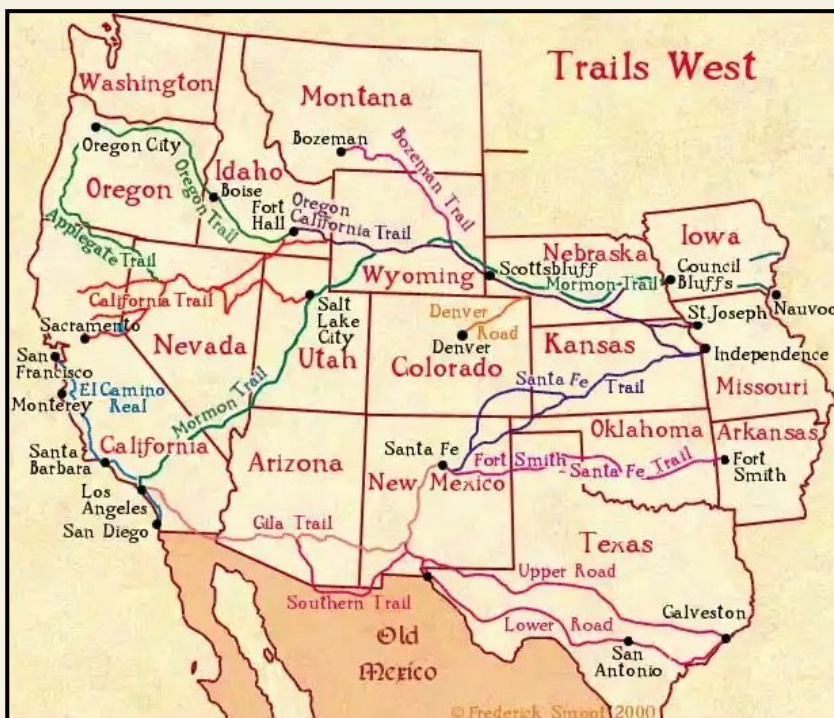 Trails West
Washington
Montana
Oregon City
Bozeman
Bozeman Trail
Idaho
Oregon
Oregon Trail
Boise
Fort
Hall
Oregon
California Trail
Applegate Trail
Iowa
Nebraska
Scottsbluff
Mormon Trail
Council
Bluffs
Wyoming
California Trail
Nauvoo
Salt
Lake
City
Denver
Road
St. Joseph
Sacramento
San
Francisco
Nevada
Utah
Denver
Colorado
Kansas
Independence
Missouri
Santa Fe
Trail
Monterey
El Camino
Real
Mormon Trail
California
Oklahoma
Arkansas
Santa
Barbara
Arizona
Santa Fe
New Mexico
Fort Smith
Santa Fe Trail
Fort
Smith
Los
Angeles
San Diego
Gila Trail
Texas
Upper Road
Southern Trail
Lower Road
Galveston
San
Antonio
Old
Mexico
© Frederick Smoot 2000